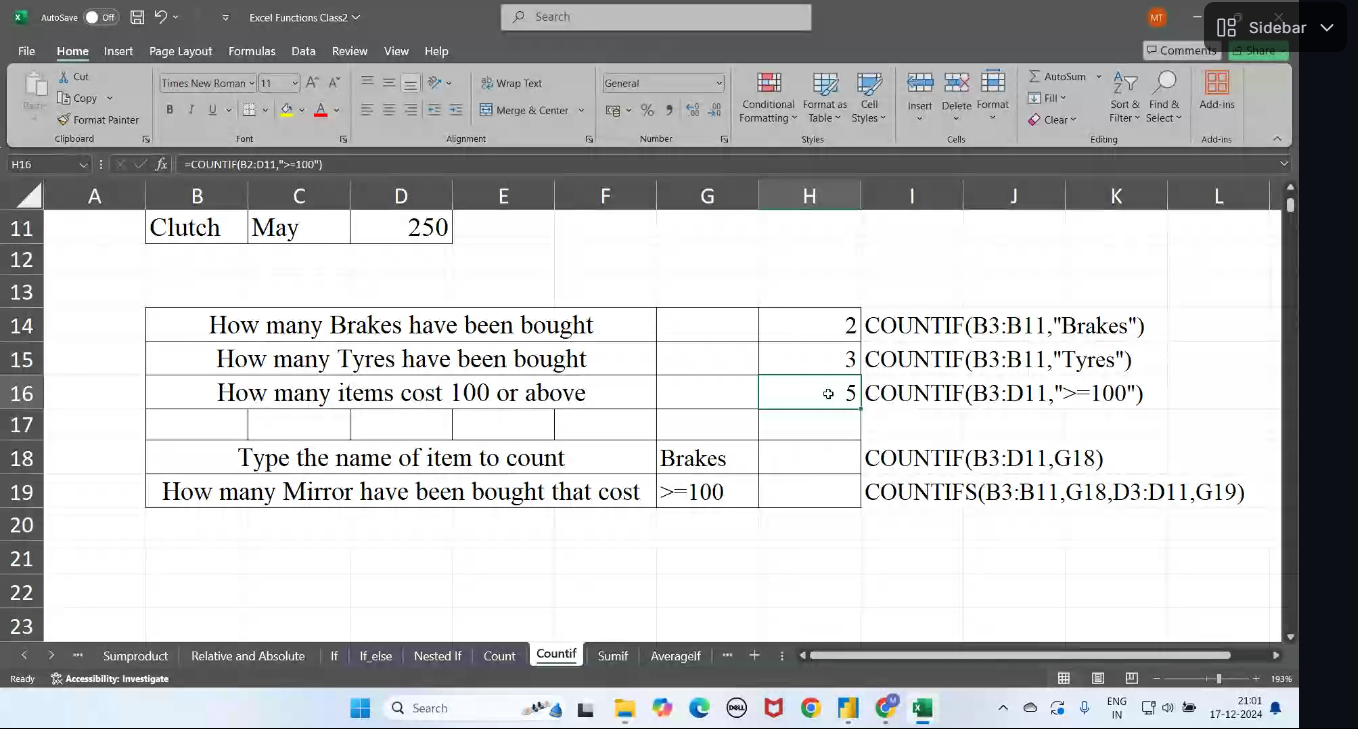 AutoSave Off Excel Functions Class2 Search MT Sidebar
File Home Insert Page Layout Formulas Data Review View Help Comments Share
Cut
Copy
Format Painter
Paste
Clipboard
Times New Roman 11
B I U
Font
Wrap Text
Merge & Center
Alignment
General
Number
Conditional Formatting
Format as Table
Cell Styles
Styles
Insert Delete Format
Cells
AutoSum
Fill
Clear
Sort & Filter
Find & Select
Editing
Add-ins
Add-ins
H16 fx =COUNTIF(B2:D11,">=100")
A B C D E F G H I J K L
11 Clutch May 250
12
13
14 How many Brakes have been bought 2 COUNTIF(B3:B11,"Brakes")
15 How many Tyres have been bought 3 COUNTIF(B3:B11,"Tyres")
16 How many items cost 100 or above 5 COUNTIF(B3:D11,">=100")
17
18 Type the name of item to count Brakes COUNTIF(B3:D11,G18)
19 How many Mirror have been bought that cost >=100 COUNTIFS(B3:B11,G18,D3:D11,G19)
20
21
22
23
Sumproduct Relative and Absolute If If_else Nested If Count Countif Sumif Averageif
Ready Accessibility: Investigate 193%
Search DELL ENG IN 21:01 17-12-2024